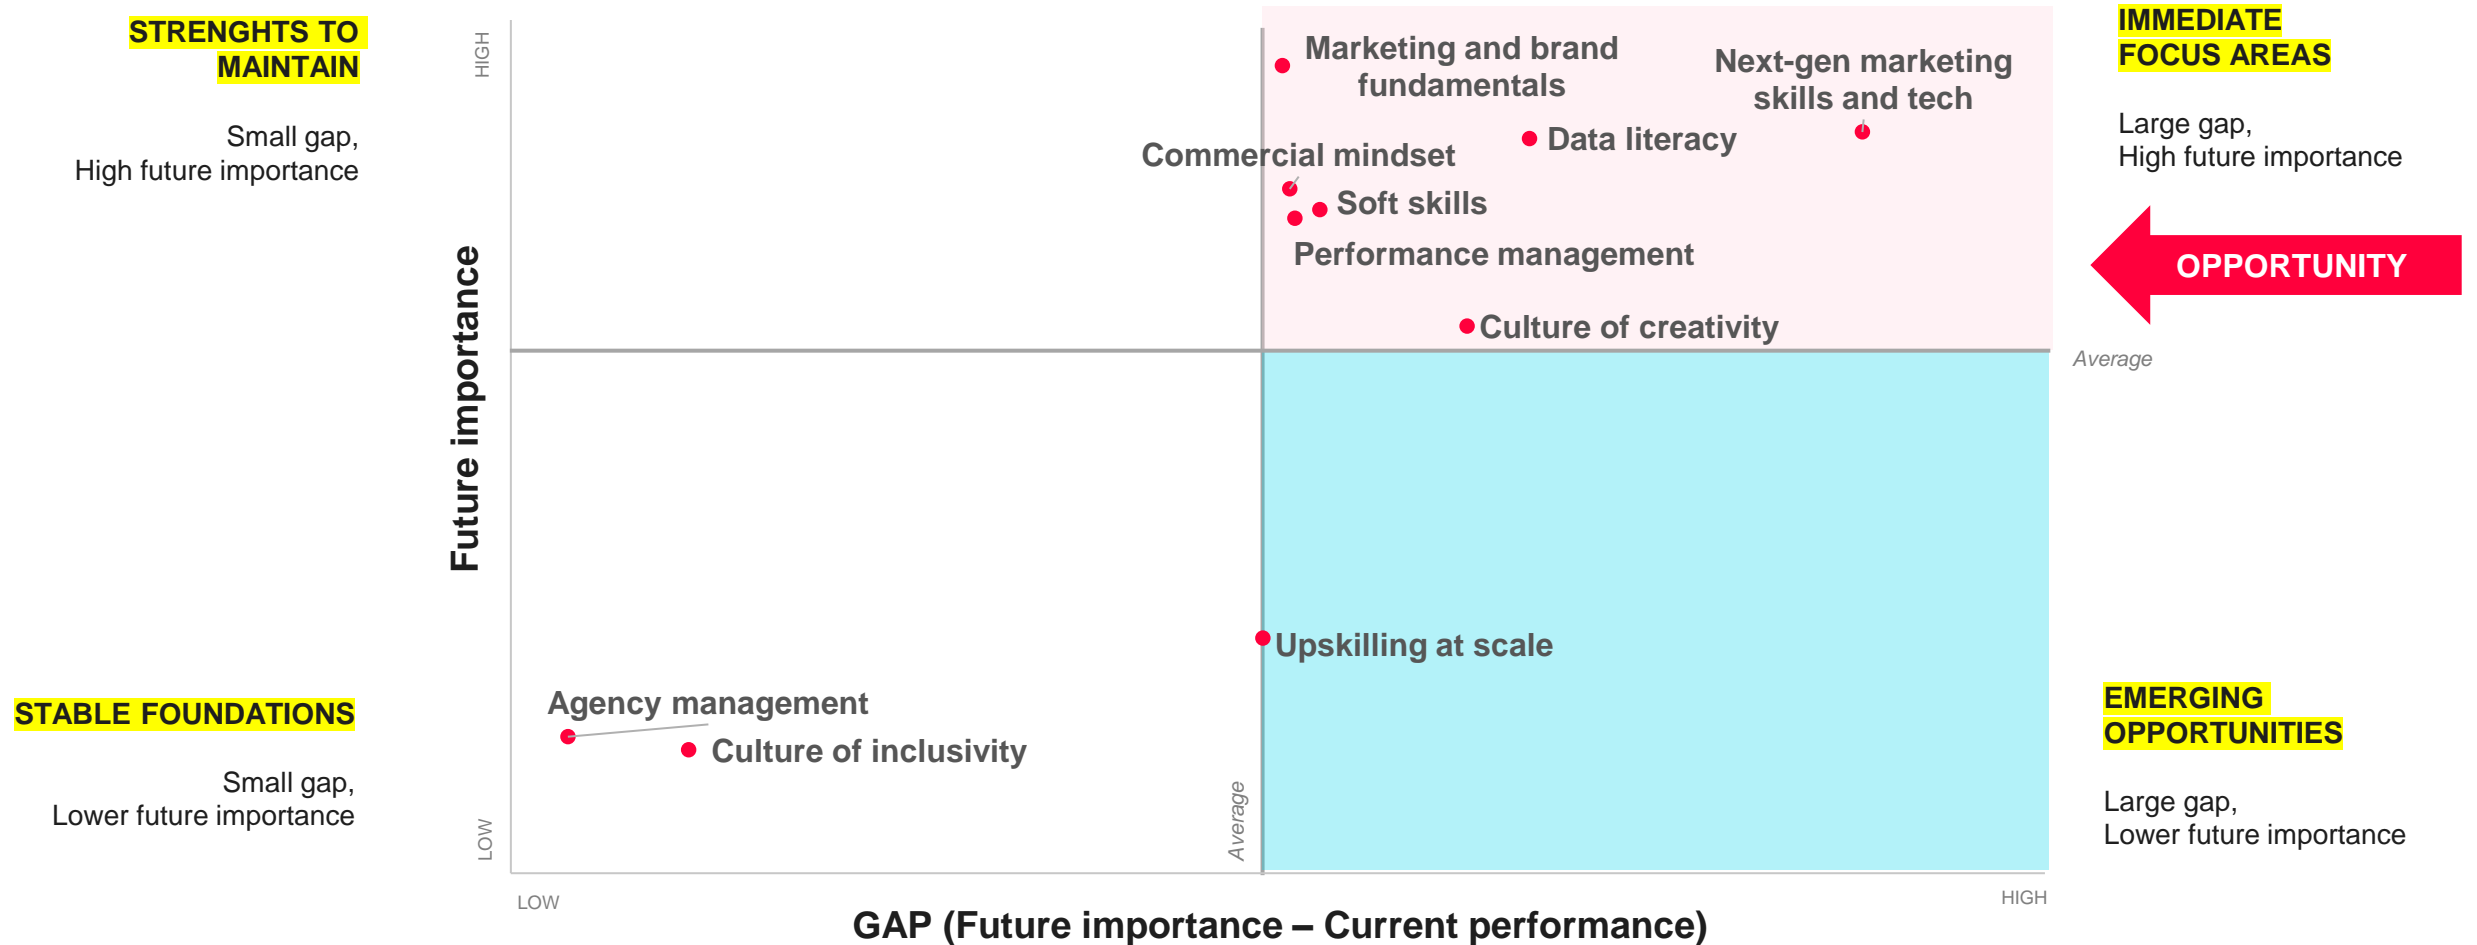 STRENGHTS TO
MAINTAIN
Small gap,
High future importance
IMMEDIATE
FOCUS AREAS
Large gap,
High future importance
OPPORTUNITY
HIGH
Future importance
LOW
Marketing and brand
fundamentals
Next-gen marketing
skills and tech
Data literacy
Commercial mindset
Soft skills
Performance management
Culture of creativity
Average
Upskilling at scale
Agency management
Culture of inclusivity
Average
STABLE FOUNDATIONS
Small gap,
Lower future importance
EMERGING
OPPORTUNITIES
Large gap,
Lower future importance
LOW
HIGH
GAP (Future importance – Current performance)